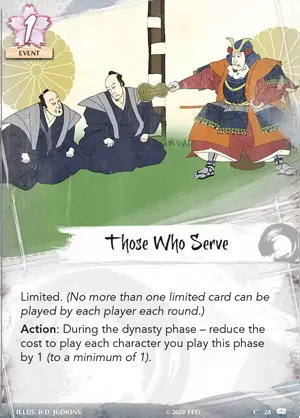 1
EVENT
Those Who Serve
Limited. (No more than one limited card can be
played by each player each round.)
Action: During the dynasty phase – reduce the
cost to play each character you play this phase
by 1 (to a minimum of 1).
ILLUS. B.D. JUDKINS
© 2020 FFG
C 28